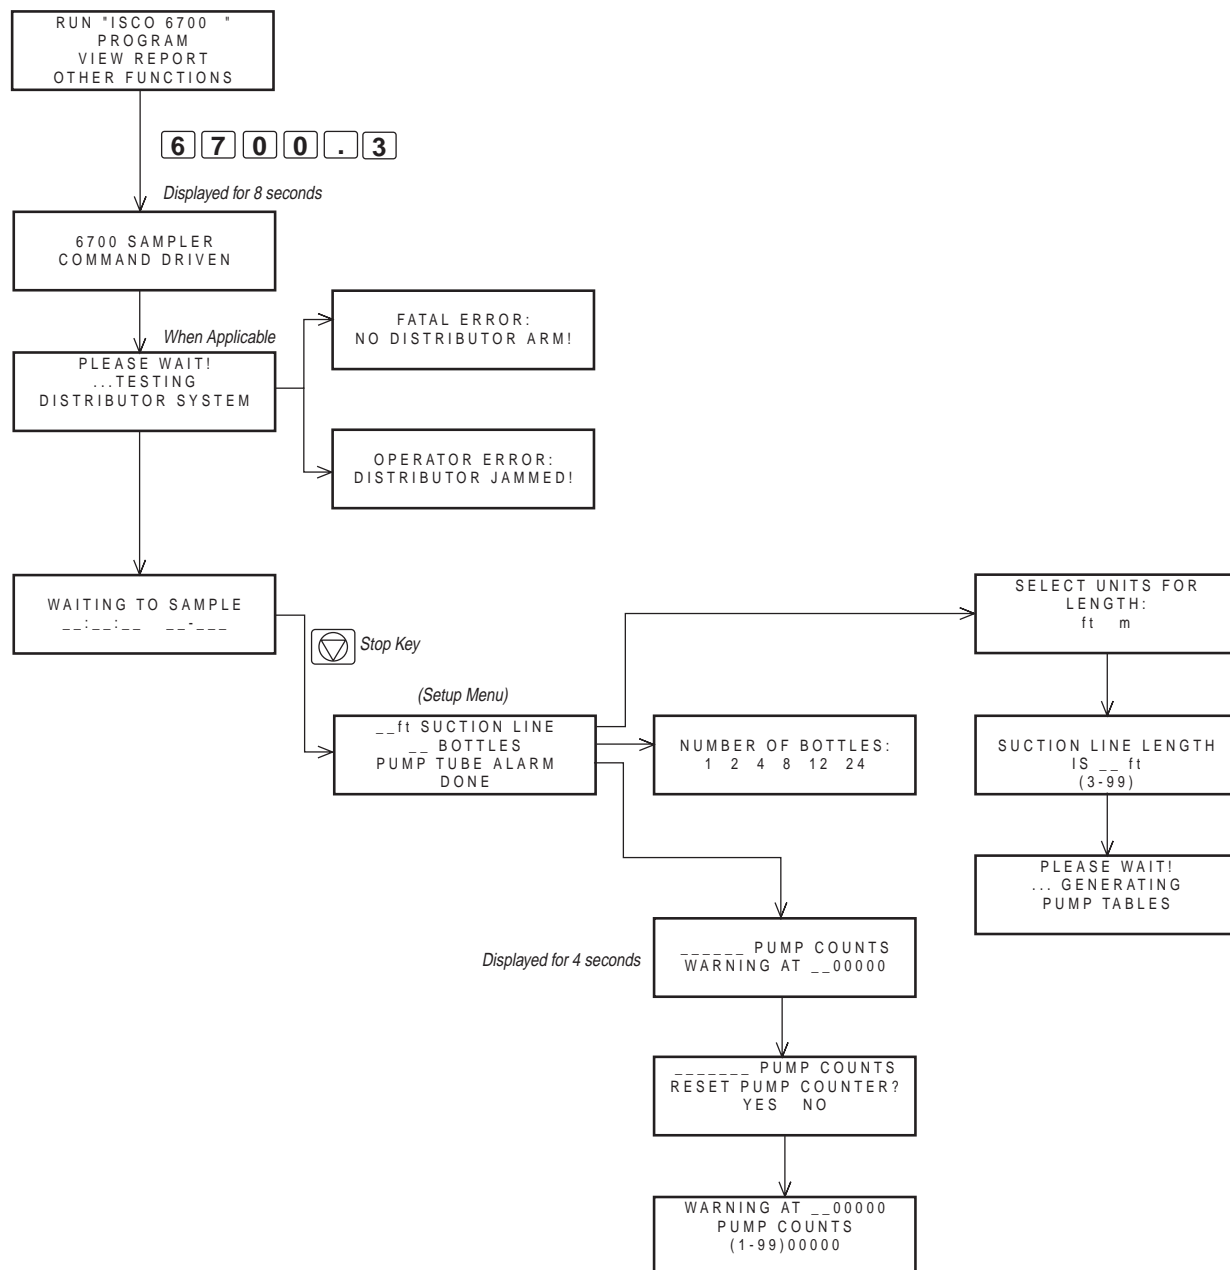 RUN "ISCO 6700  "
PROGRAM
VIEW REPORT
OTHER FUNCTIONS
6 7 0 0 . 3
Displayed for 8 seconds
6700 SAMPLER
COMMAND DRIVEN
When Applicable
PLEASE WAIT!
...TESTING
DISTRIBUTOR SYSTEM
FATAL ERROR:
NO DISTRIBUTOR ARM!
OPERATOR ERROR:
DISTRIBUTOR JAMMED!
WAITING TO SAMPLE
__:__:__ __-___
Stop Key
(Setup Menu)
__ft SUCTION LINE
__ BOTTLES
PUMP TUBE ALARM
DONE
SELECT UNITS FOR
LENGTH:
ft m
SUCTION LINE LENGTH
IS __ ft
(3-99)
PLEASE WAIT!
... GENERATING
PUMP TABLES
NUMBER OF BOTTLES:
1 2 4 8 12 24
Displayed for 4 seconds
______ PUMP COUNTS
WARNING AT __00000
_______ PUMP COUNTS
RESET PUMP COUNTER?
YES NO
WARNING AT __00000
PUMP COUNTS
(1-99)00000